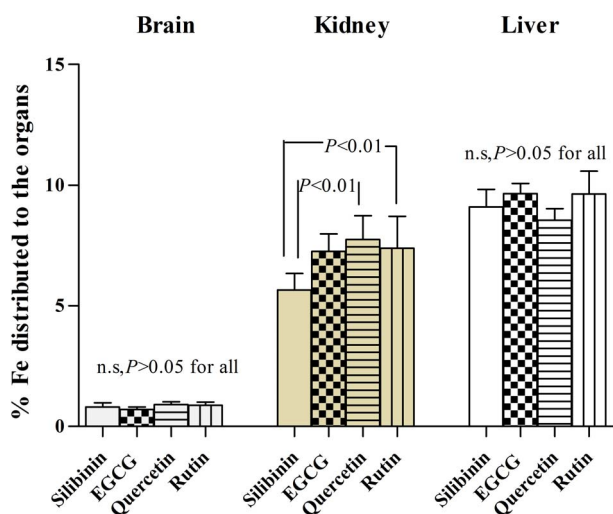 Brain Kidney Liver
% Fe distributed to the organs
15
10
5
0
n.s,P>0.05 for all
P<0.01
P<0.01
n.s,P>0.05 for all
Silibinin EGCG Quercetin Rutin Silibinin EGCG Quercetin Rutin Silibinin EGCG Quercetin Rutin